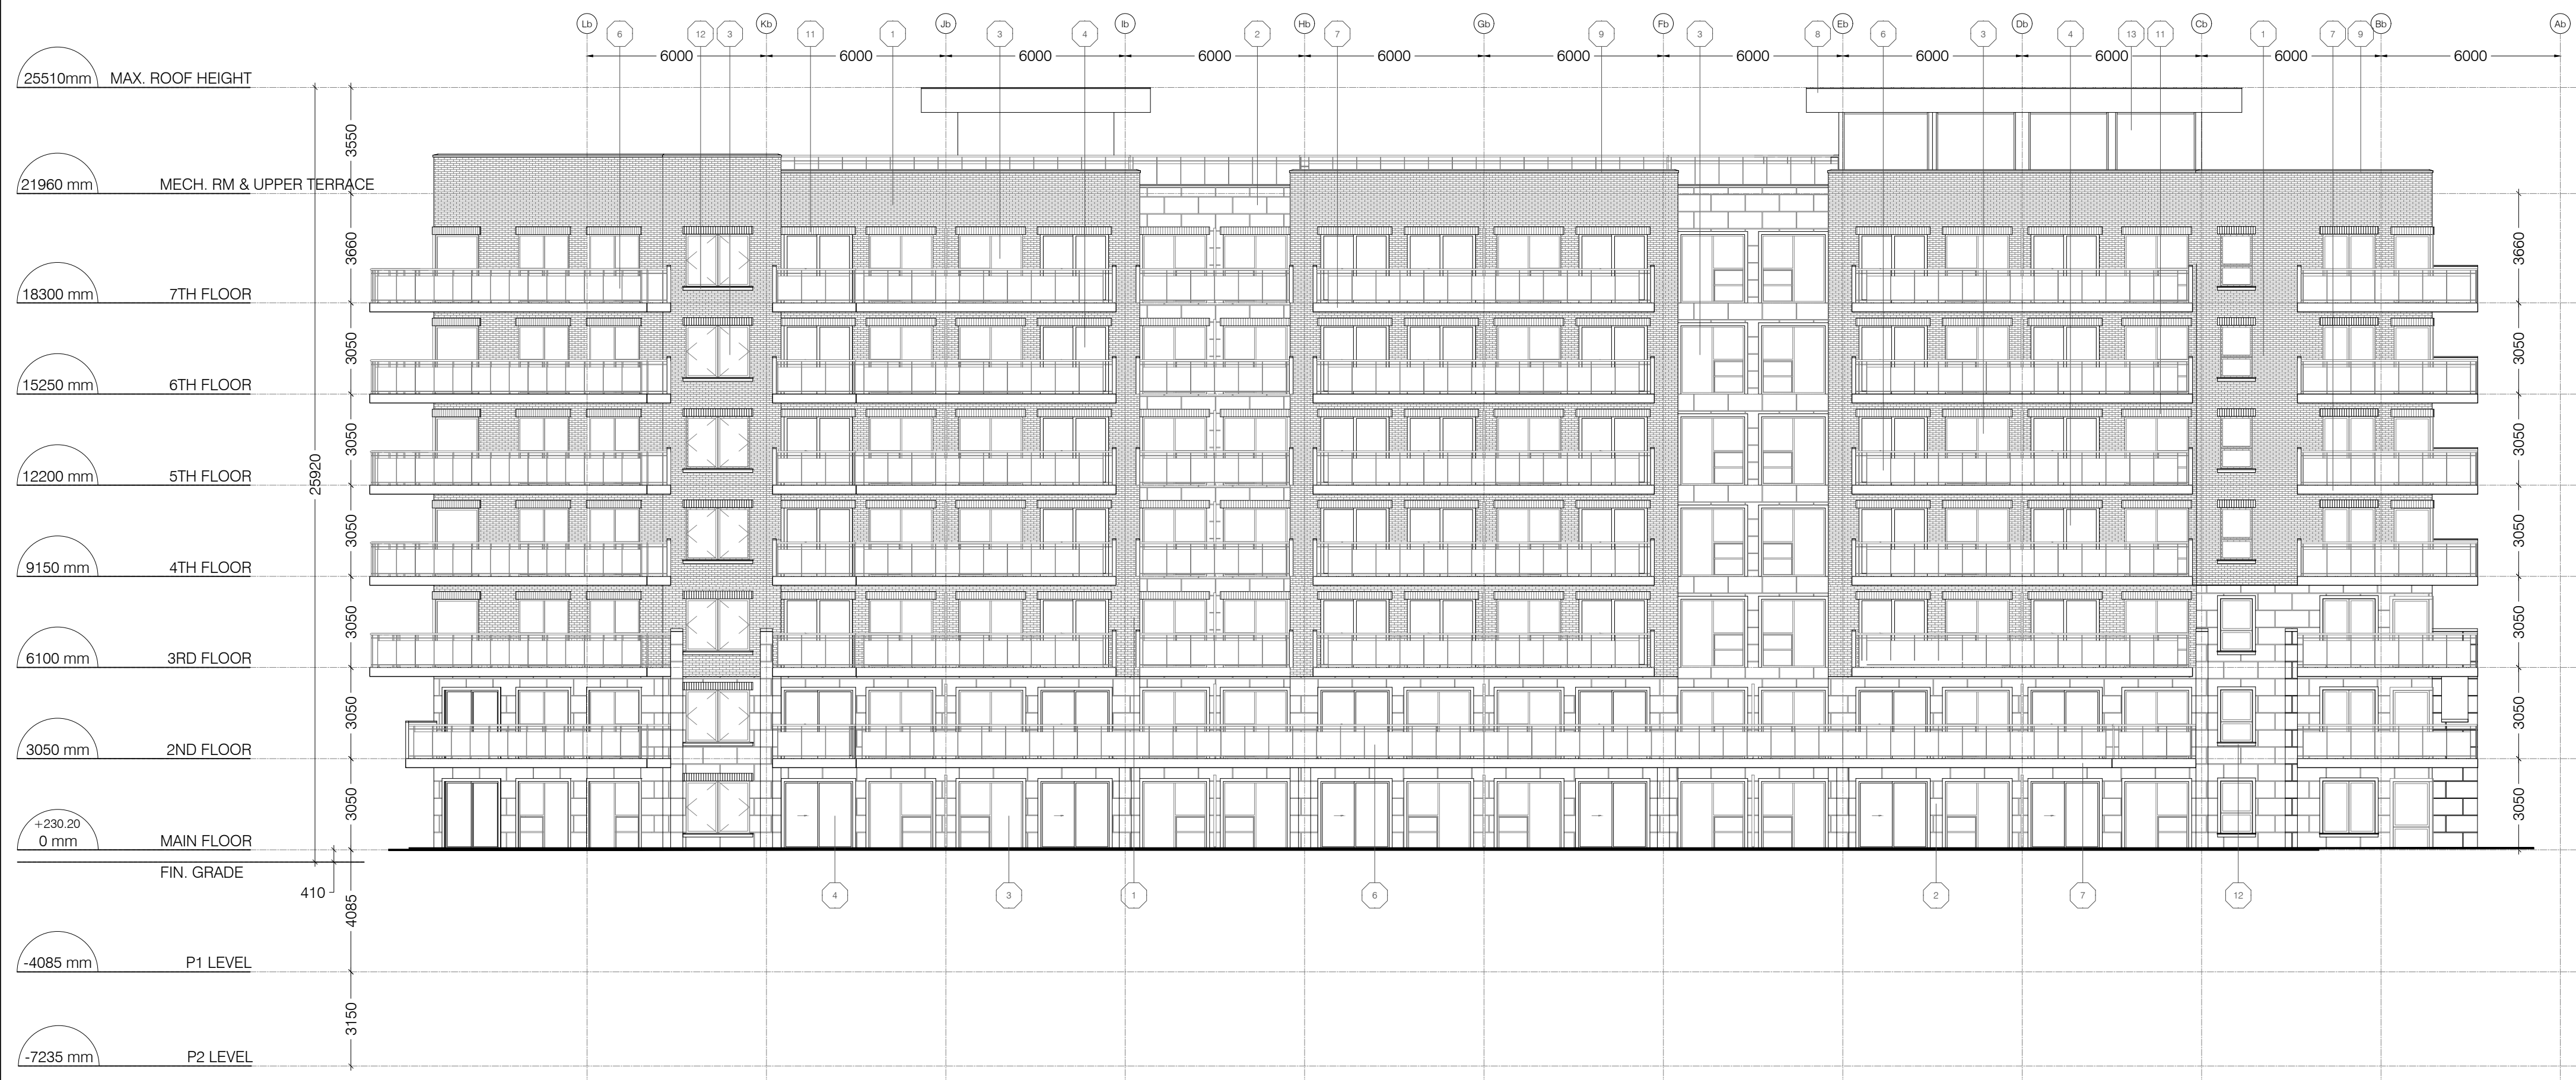 Lb Kb Jb Ib Hb Gb Fb Eb Db Cb Bb Ab
6 12 3 11 1 3 4 2 7 9 3 8 6 3 4 13 11 1 7 9
6000 6000 6000 6000 6000 6000 6000 6000 6000 6000 6000
25510mm MAX. ROOF HEIGHT
3550
21960 mm MECH. RM & UPPER TERRACE
3660 3660
18300 mm 7TH FLOOR
3050 3050
15250 mm 6TH FLOOR
3050 3050
25920
12200 mm 5TH FLOOR
3050 3050
9150 mm 4TH FLOOR
3050 3050
6100 mm 3RD FLOOR
3050 3050
3050 mm 2ND FLOOR
3050 3050
+230.20
0 mm MAIN FLOOR
FIN. GRADE
410
4 3 1 6 2 7 12
4085
-4085 mm P1 LEVEL
3150
-7235 mm P2 LEVEL